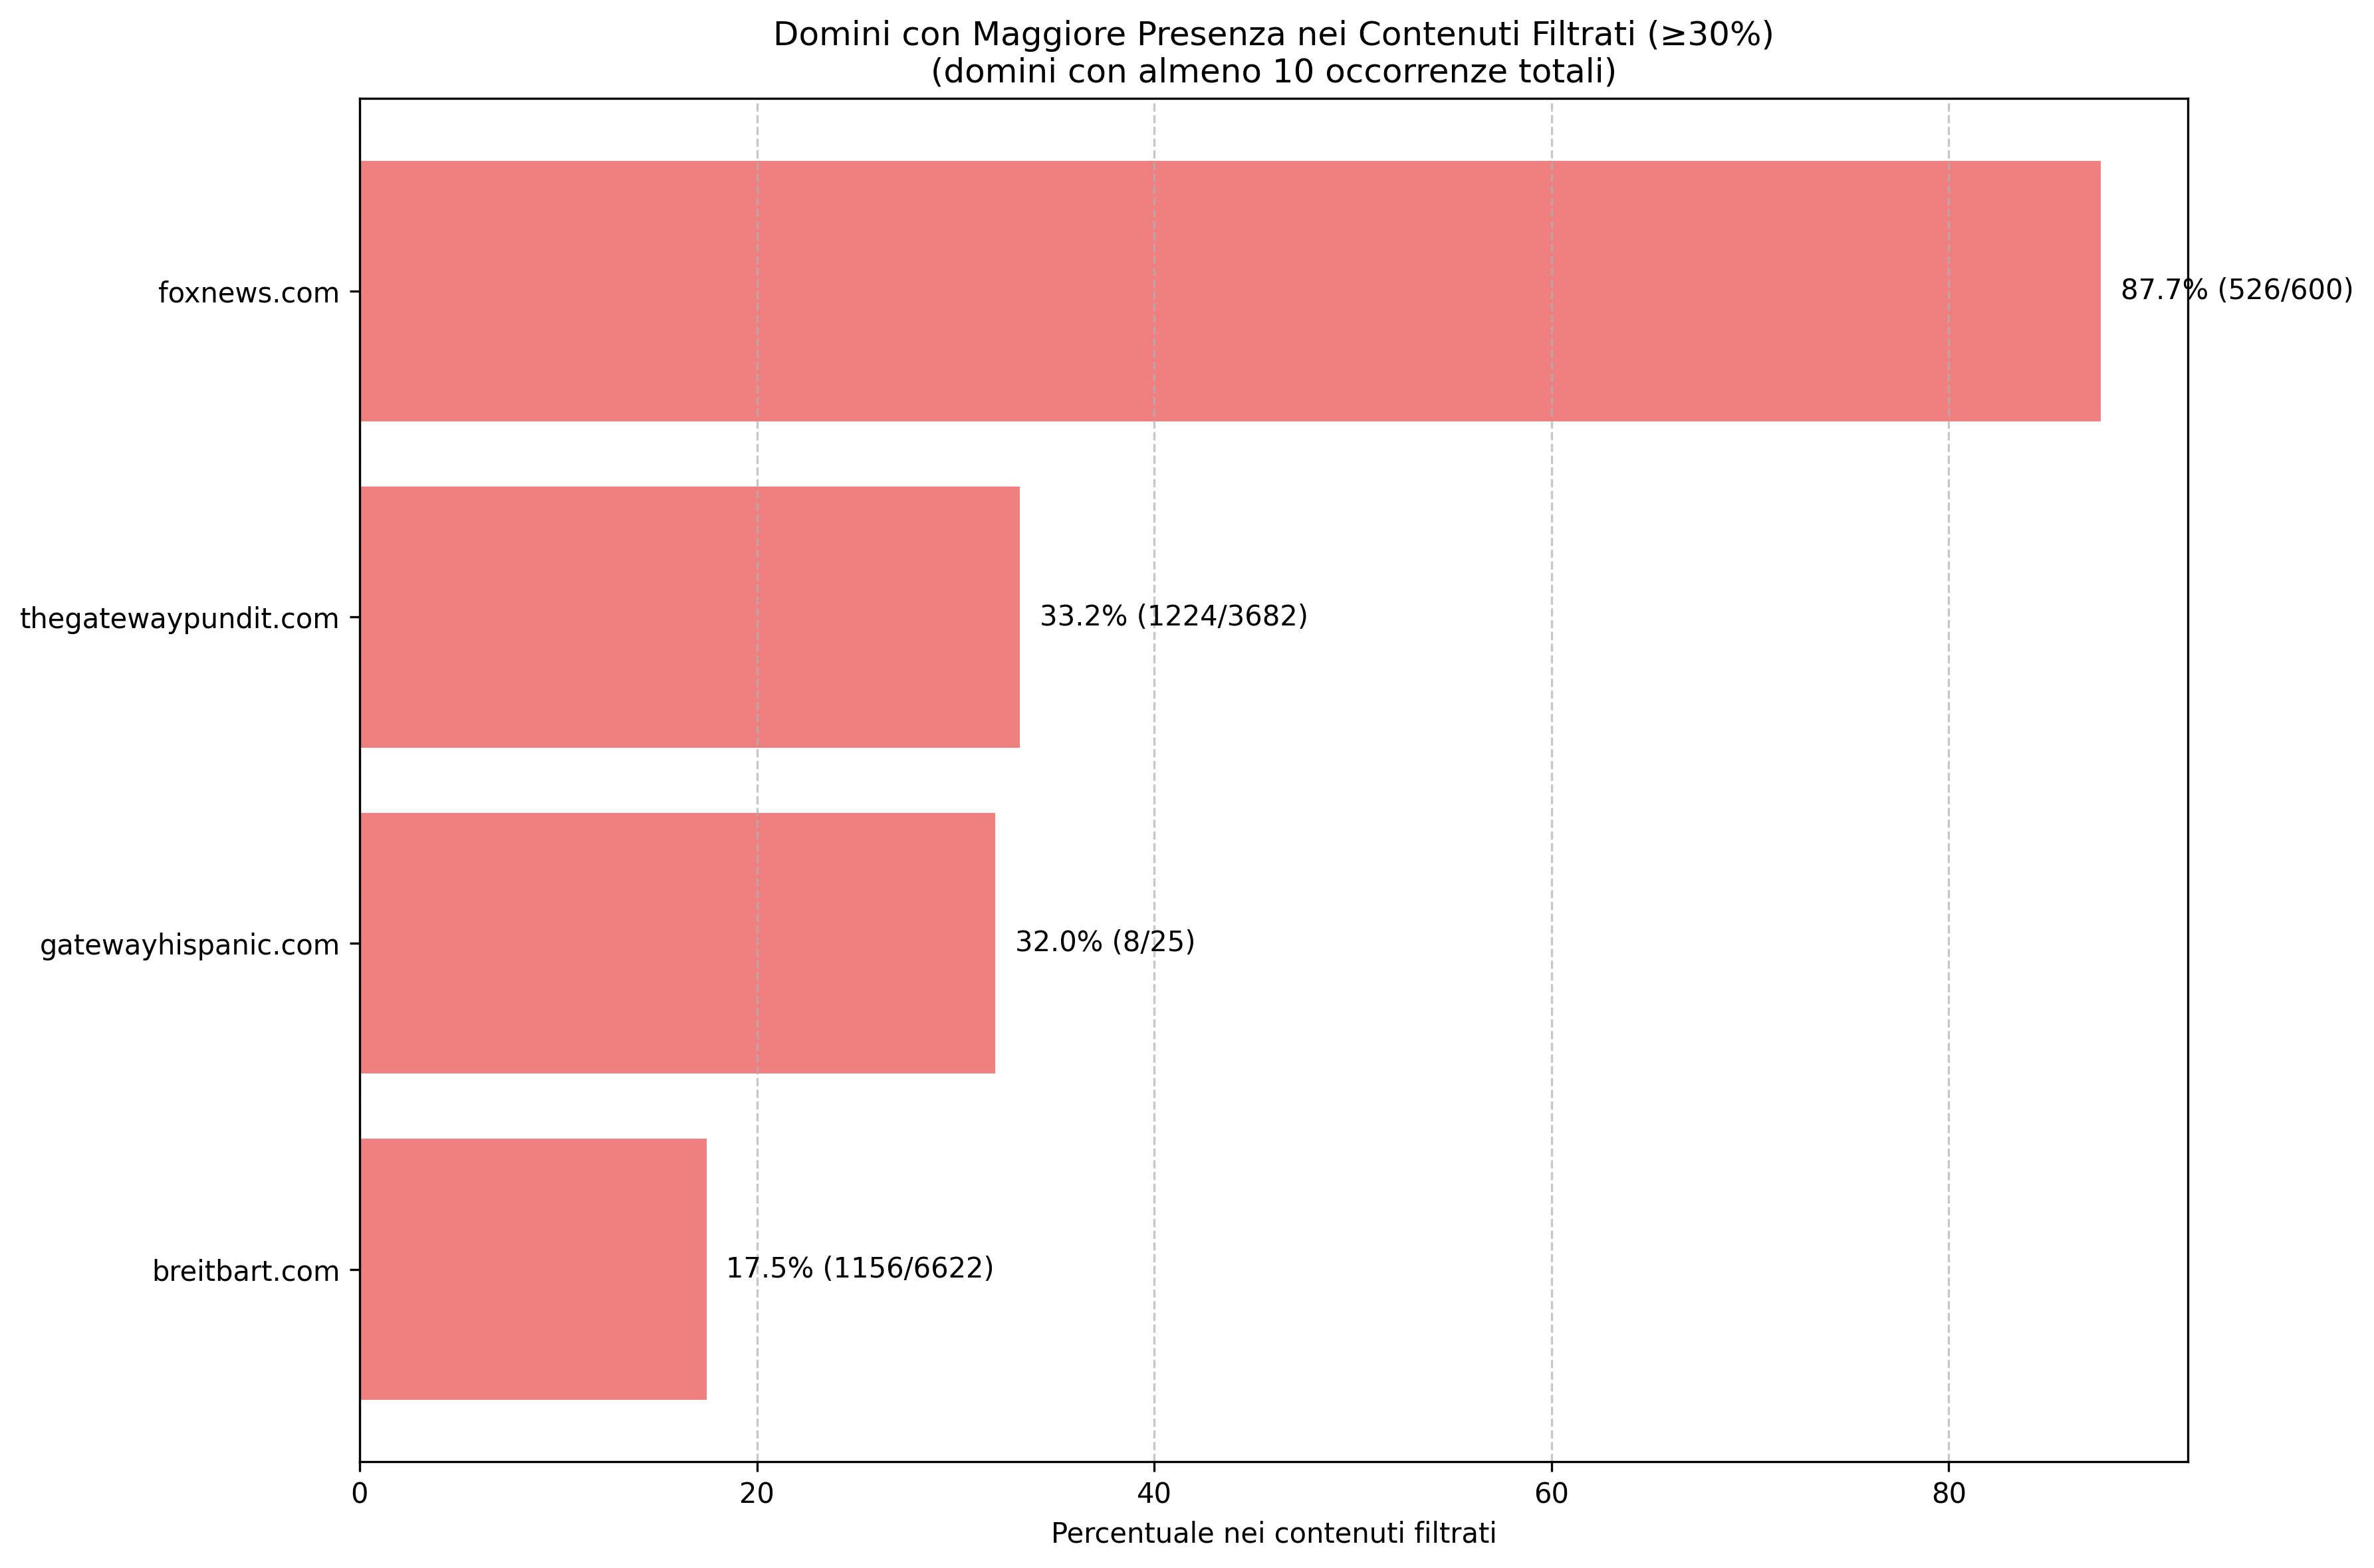 Domini con Maggiore Presenza nei Contenuti Filtrati (≥30%)
(domini con almeno 10 occorrenze totali)
foxnews.com
87.7% (526/600)
thegatewaypundit.com
33.2% (1224/3682)
gatewayhispanic.com
32.0% (8/25)
breitbart.com
17.5% (1156/6622)
0 20 40 60 80
Percentuale nei contenuti filtrati